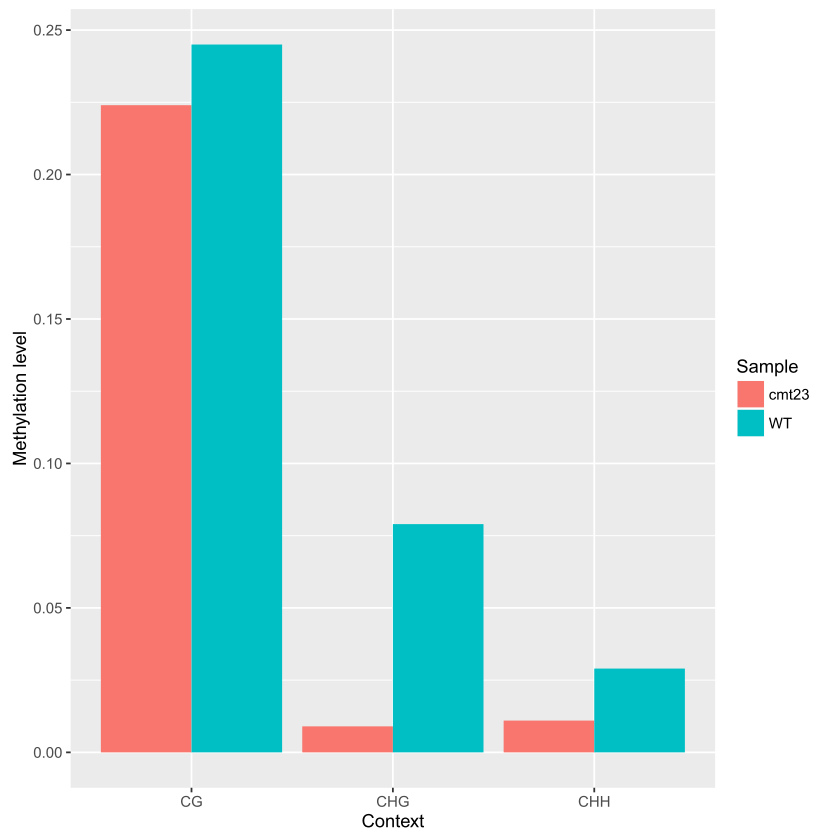 Methylation level
0.25
0.20
0.15
0.10
0.05
0.00
CG CHG CHH
Context
Sample
cmt23
WT